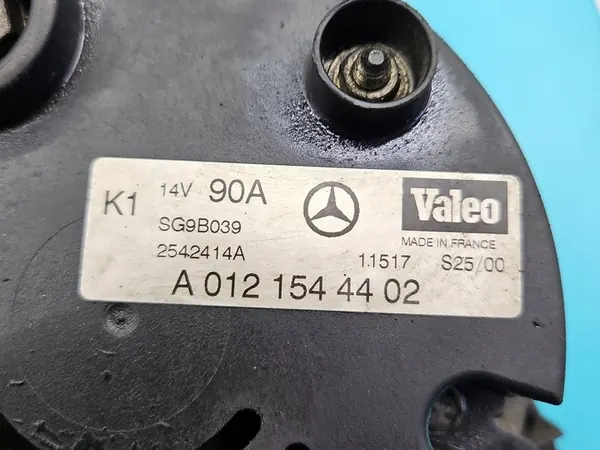 K1 14V 90A Valeo
SG9B039 MADE IN FRANCE
2542414A 11517 S25/00
A 012 154 44 02